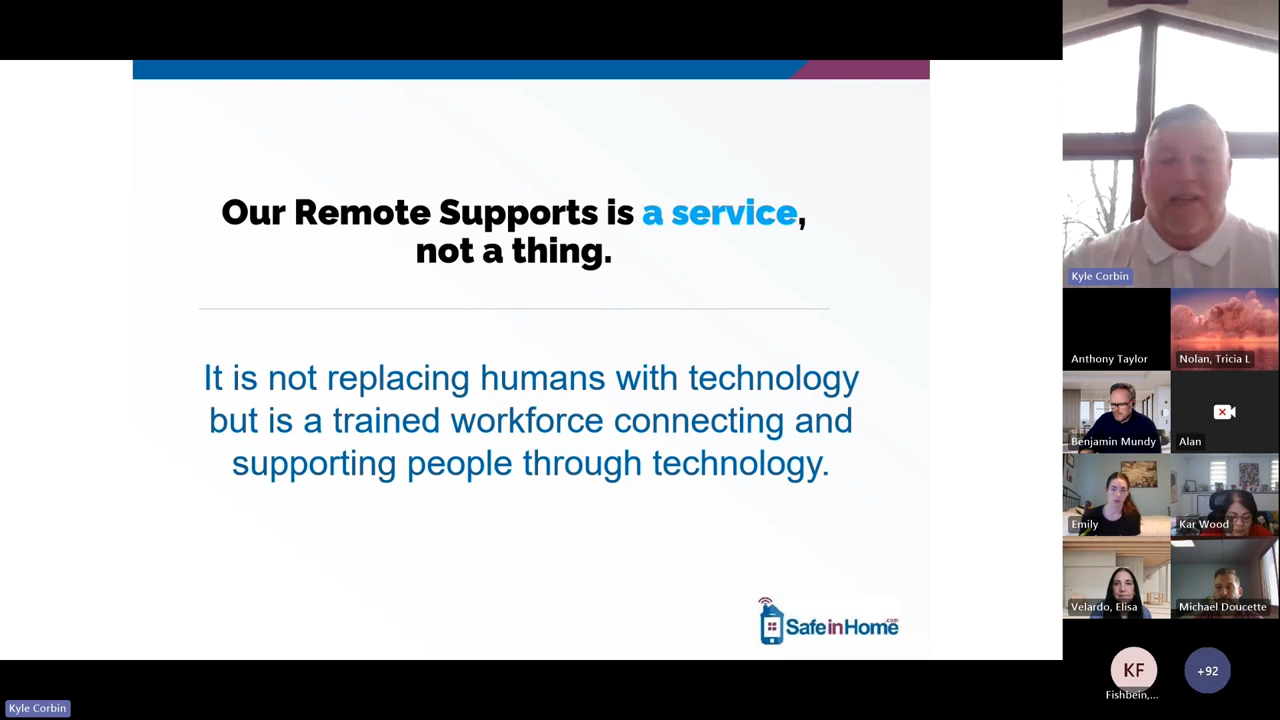 Our Remote Supports is a service,
not a thing.
It is not replacing humans with technology
but is a trained workforce connecting and
supporting people through technology.
SafeinHome
.com
Kyle Corbin
Kyle Corbin
Anthony Taylor
Nolan, Tricia L
Benjamin Mundy
Alan
Emily
Kar Wood
Velardo, Elisa
Michael Doucette
KF
Fishbein,...
+92